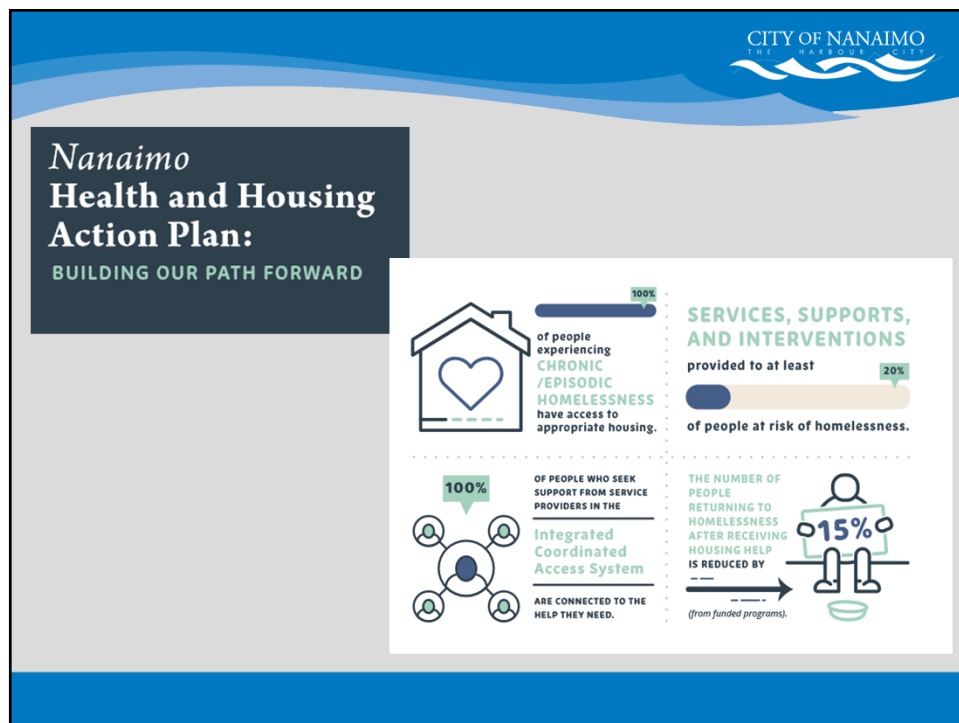 CITY OF NANAIMO
THE HARBOUR CITY
Nanaimo
Health and Housing
Action Plan:
BUILDING OUR PATH FORWARD
100%
of people
experiencing
CHRONIC
/EPISODIC
HOMELESSNESS
have access to
appropriate housing.
SERVICES, SUPPORTS,
AND INTERVENTIONS
provided to at least
20%
of people at risk of homelessness.
100%
OF PEOPLE WHO SEEK
SUPPORT FROM SERVICE
PROVIDERS IN THE
Integrated
Coordinated
Access System
ARE CONNECTED TO THE
HELP THEY NEED.
THE NUMBER OF
PEOPLE
RETURNING TO
HOMELESSNESS
AFTER RECEIVING
HOUSING HELP
IS REDUCED BY
15%
(from funded programs).